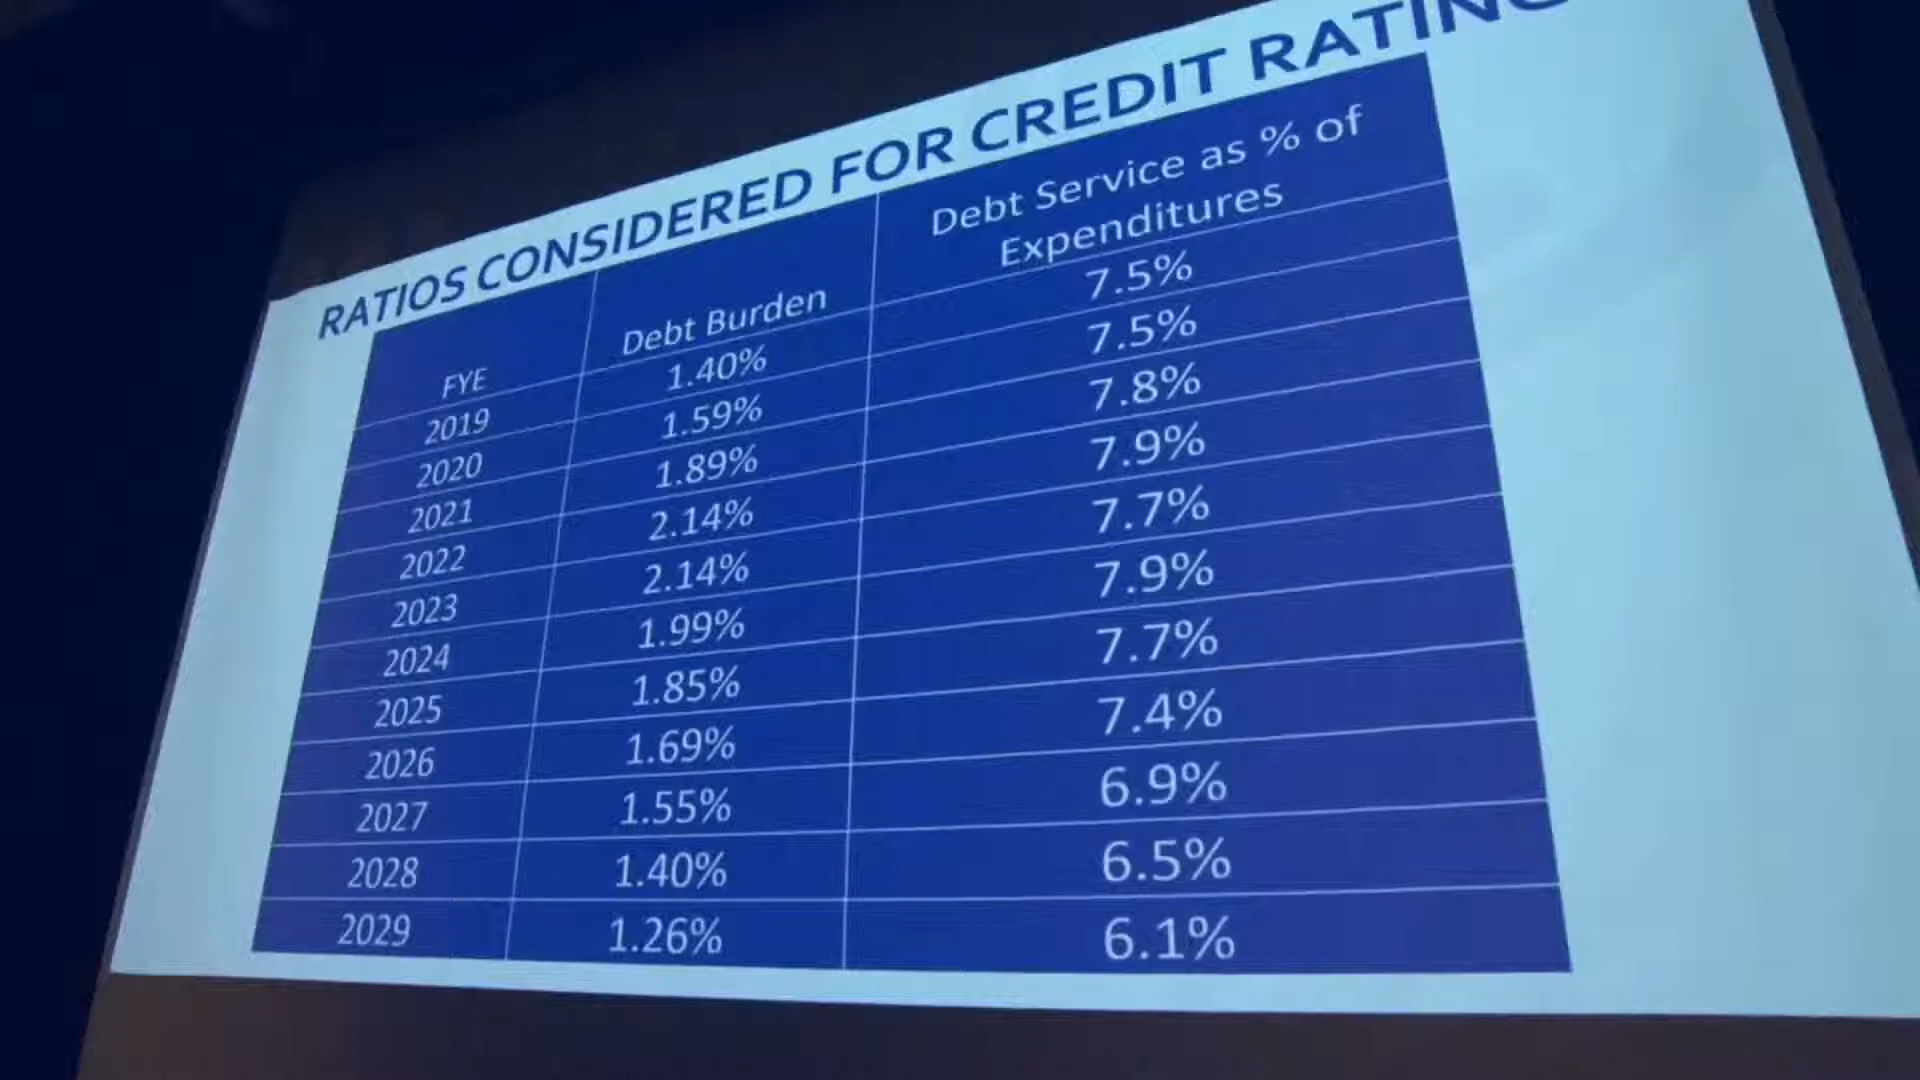 RATIOS CONSIDERED FOR CREDIT RATING
FYE Debt Burden Debt Service as % of
Expenditures
2019 1.40% 7.5%
2020 1.59% 7.5%
2021 1.89% 7.8%
2022 2.14% 7.9%
2023 2.14% 7.7%
2024 1.99% 7.9%
2025 1.85% 7.7%
2026 1.69% 7.4%
2027 1.55% 6.9%
2028 1.40% 6.5%
2029 1.26% 6.1%